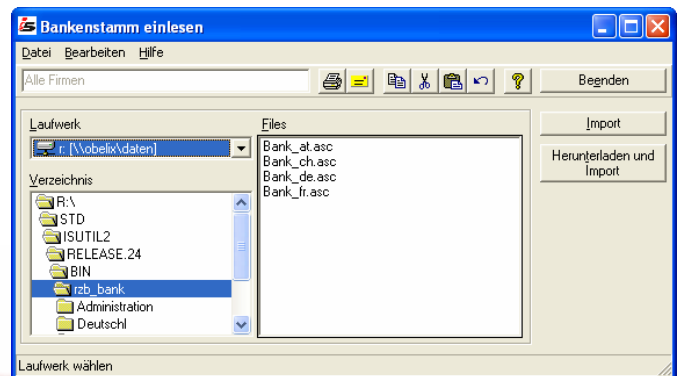 Bankenstamm einlesen
Datei Bearbeiten Hilfe
Alle Firmen
Beenden
Laufwerk
r: [\\obelix\daten]
Verzeichnis
R:\
STD
ISUTIL2
RELEASE.24
BIN
rzb_bank
Administration
Deutschl
Files
Bank_at.asc
Bank_ch.asc
Bank_de.asc
Bank_fr.asc
Import
Herunterladen und
Import
Laufwerk wählen